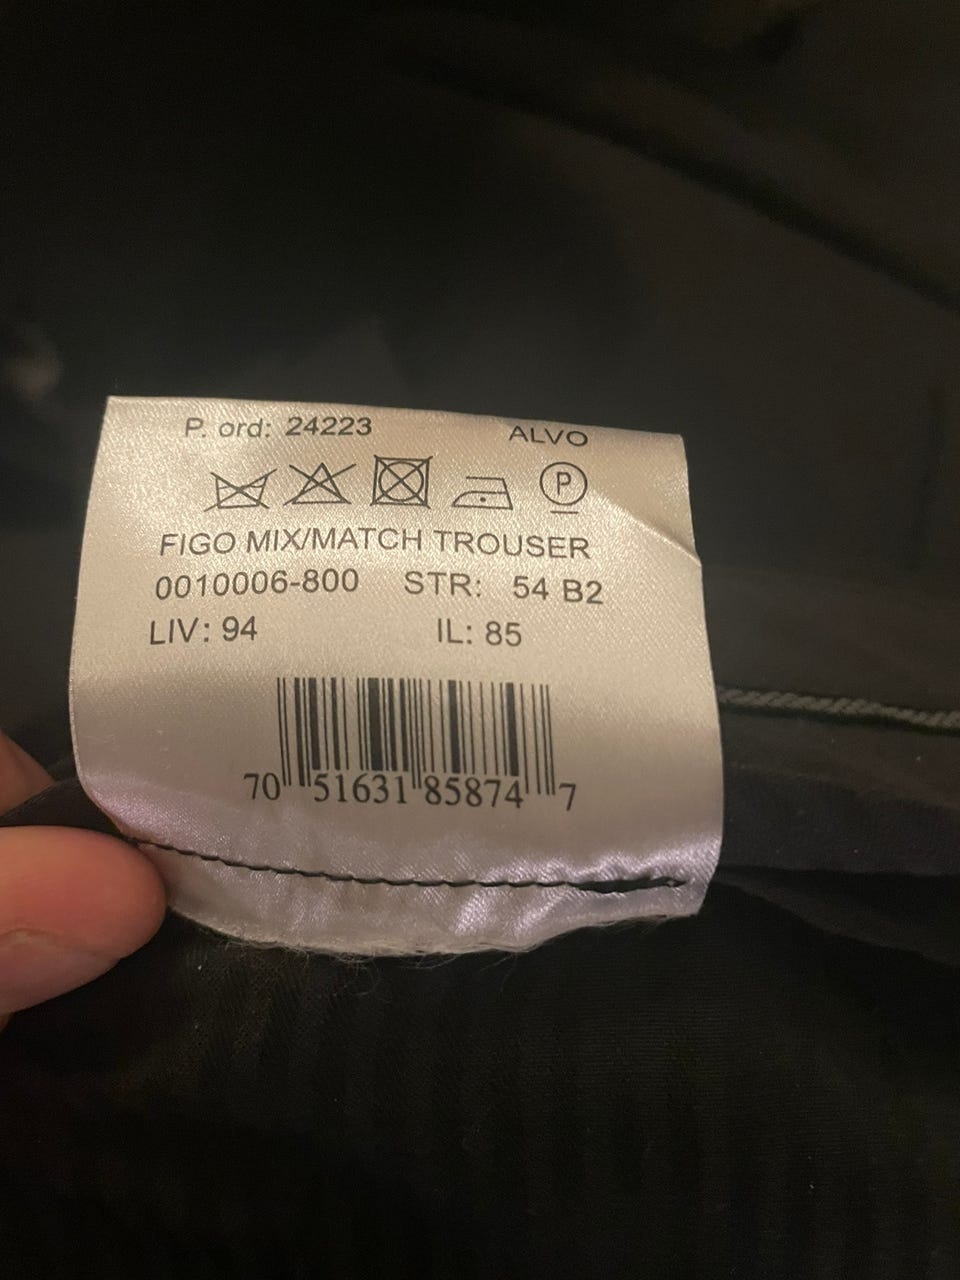 P. ord: 24223 ALVO
P
FIGO MIX/MATCH TROUSER
0010006-800 STR: 54 B2
LIV: 94 IL: 85
70 51631 85874 7